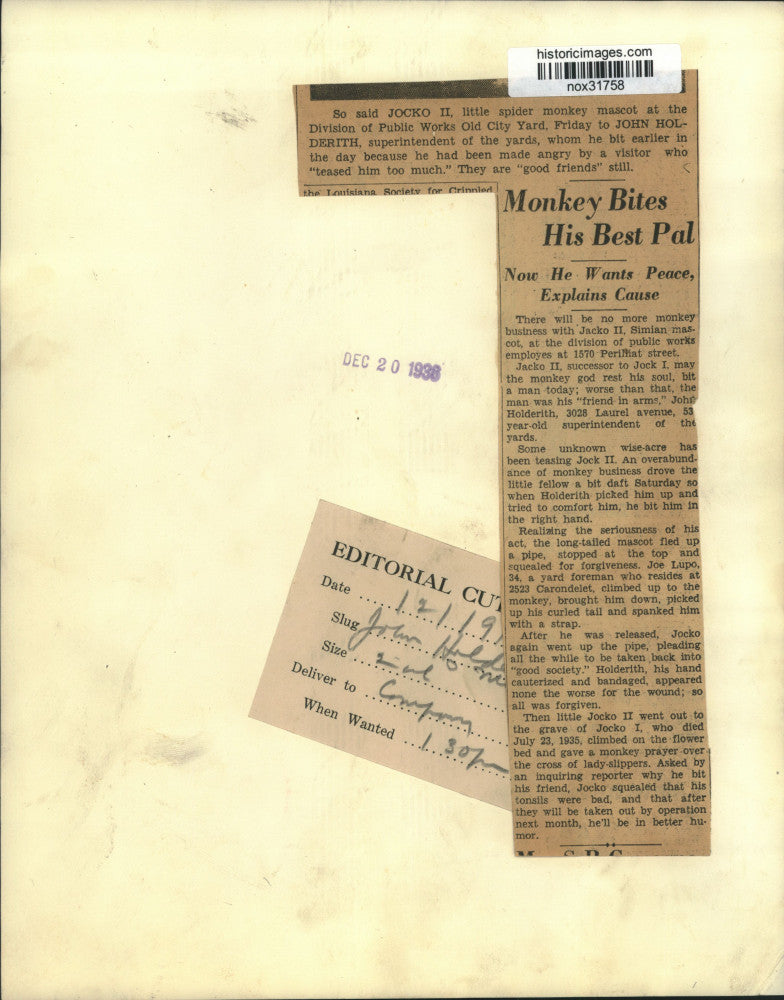 historicimages.com
nox31758
So said JOCKO II, little spider monkey mascot at the
Division of Public Works Old City Yard, Friday to JOHN HOL-
DERITH, superintendent of the yards, whom he bit earlier in
the day because he had been made angry by a visitor who
“teased him too much.” They are “good friends” still.
the Louisiana Society for Crippled
Monkey Bites
His Best Pal
Now He Wants Peace,
Explains Cause
There will be no more monkey
business with Jacko II, Simian mas-
cot, at the division of public works
employes at 1570 street.
Jacko II, successor to Jock I, may
the monkey god rest his soul, bit
a man today; worse than that, the
man was his “friend in arms,” John
Holderith, 3028 Laurel avenue, 53
year-old superintendent of the
yards.
Some unknown wise-acre has
been teasing Jock II. An overabund-
ance of monkey business drove the
little fellow a bit daft Saturday so
when Holderith picked him up and
tried to comfort him, he bit him in
the right hand.
Realizing the seriousness of his
act, the long-tailed mascot fled up
a pipe, stopped at the top and
squealed for forgiveness. Joe Lupo,
34, a yard foreman who resides at
2523 Carondelet, climbed up to the
monkey, brought him down, picked
up his curled tail and spanked him
with a strap.
After he was released, Jocko
again went up the pipe, pleading
all the while to be taken back into
“good society.” Holderith, his hand
cauterized and bandaged, appeared
none the worse for the wound; so
all was forgiven.
Then little Jocko II went out to
the grave of Jocko I, who died
July 23, 1935, climbed on the flower
bed and gave a monkey prayer over
the cross of lady-slippers. Asked by
an inquiring reporter why he bit
his friend, Jocko squealed that his
tonsils were bad, and that after
they will be taken out by operation
next month, he’ll be in better hu-
mor.
DEC 20 1936
EDITORIAL CUT
Date 12/19
Slug John Holde
Size 2 col
Deliver to Company
When Wanted 1 30 pm